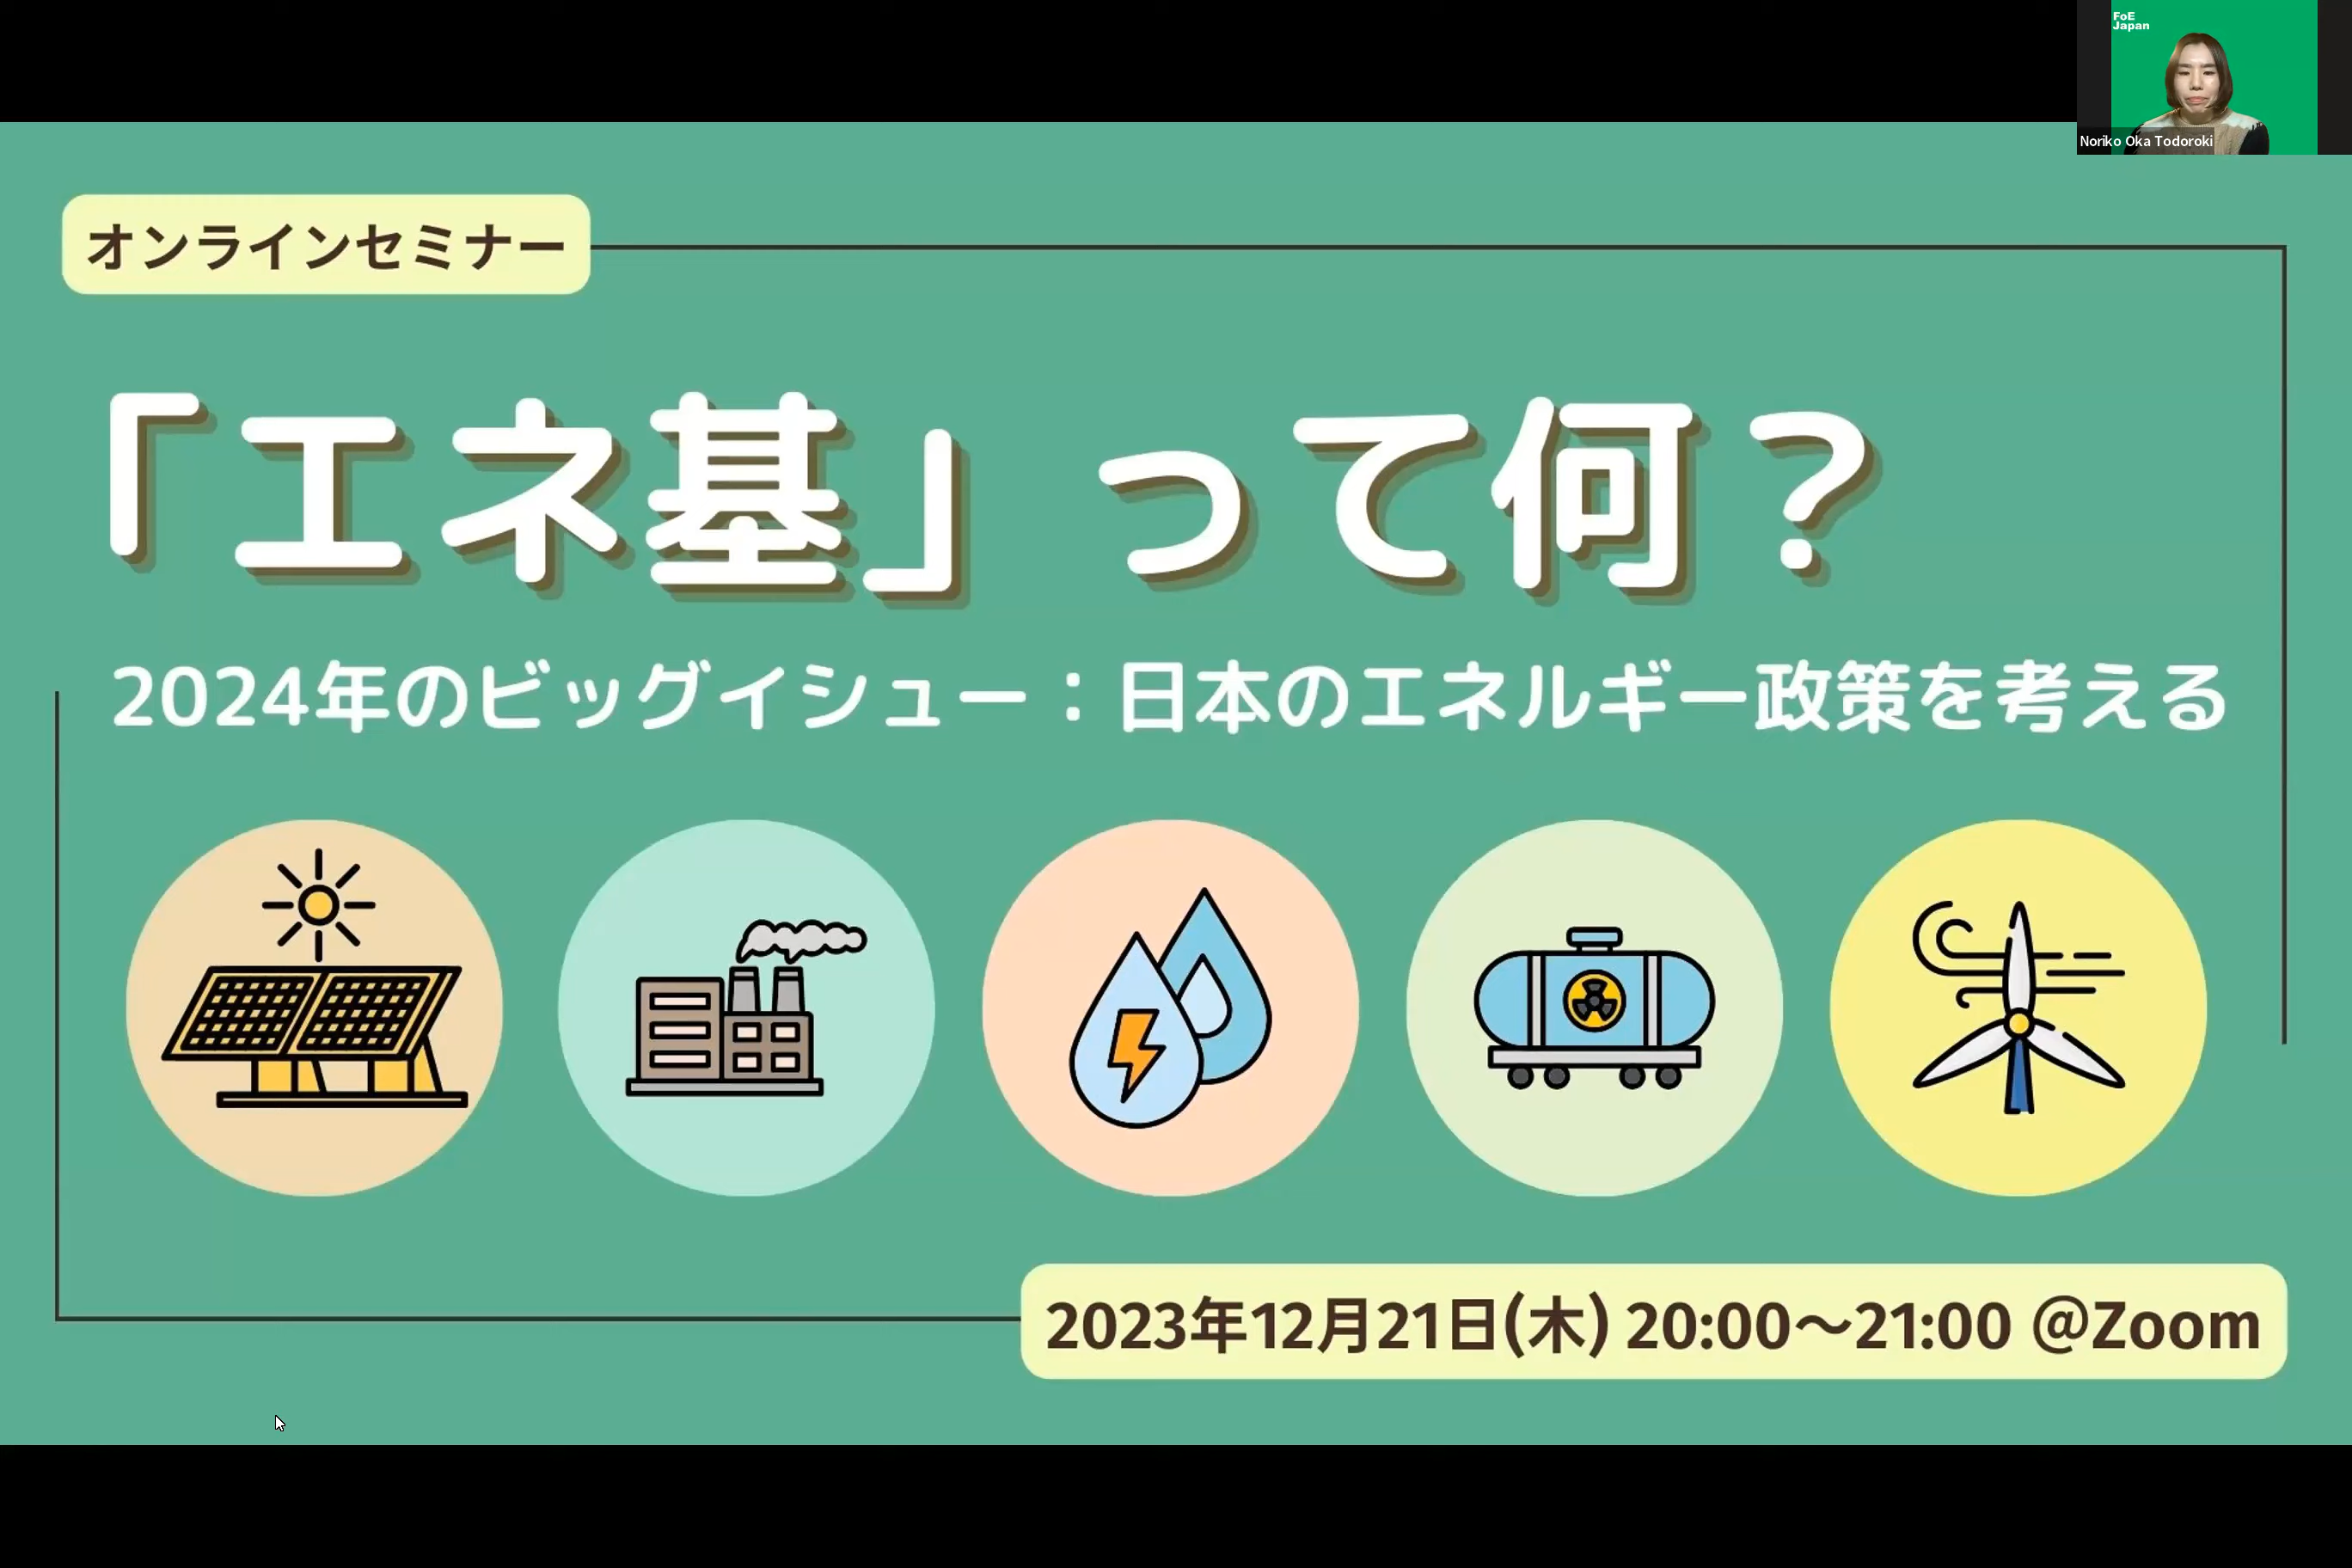 FoE
Japan
Noriko Oka Todoroki
オンラインセミナー
「エネ基」って何？
2024年のビッグイシュー：日本のエネルギー政策を考える
2023年12月21日(木) 20:00〜21:00 @Zoom